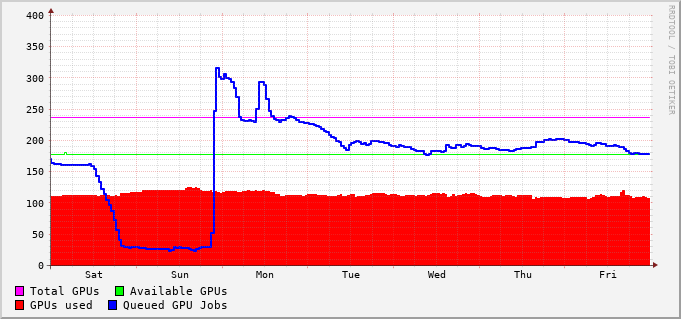 400
350
300
250
200
150
100
50
0
Sat Sun Mon Tue Wed Thu Fri
Total GPUs Available GPUs
GPUs used Queued GPU Jobs
RRDTOOL / TOBI OETIKER